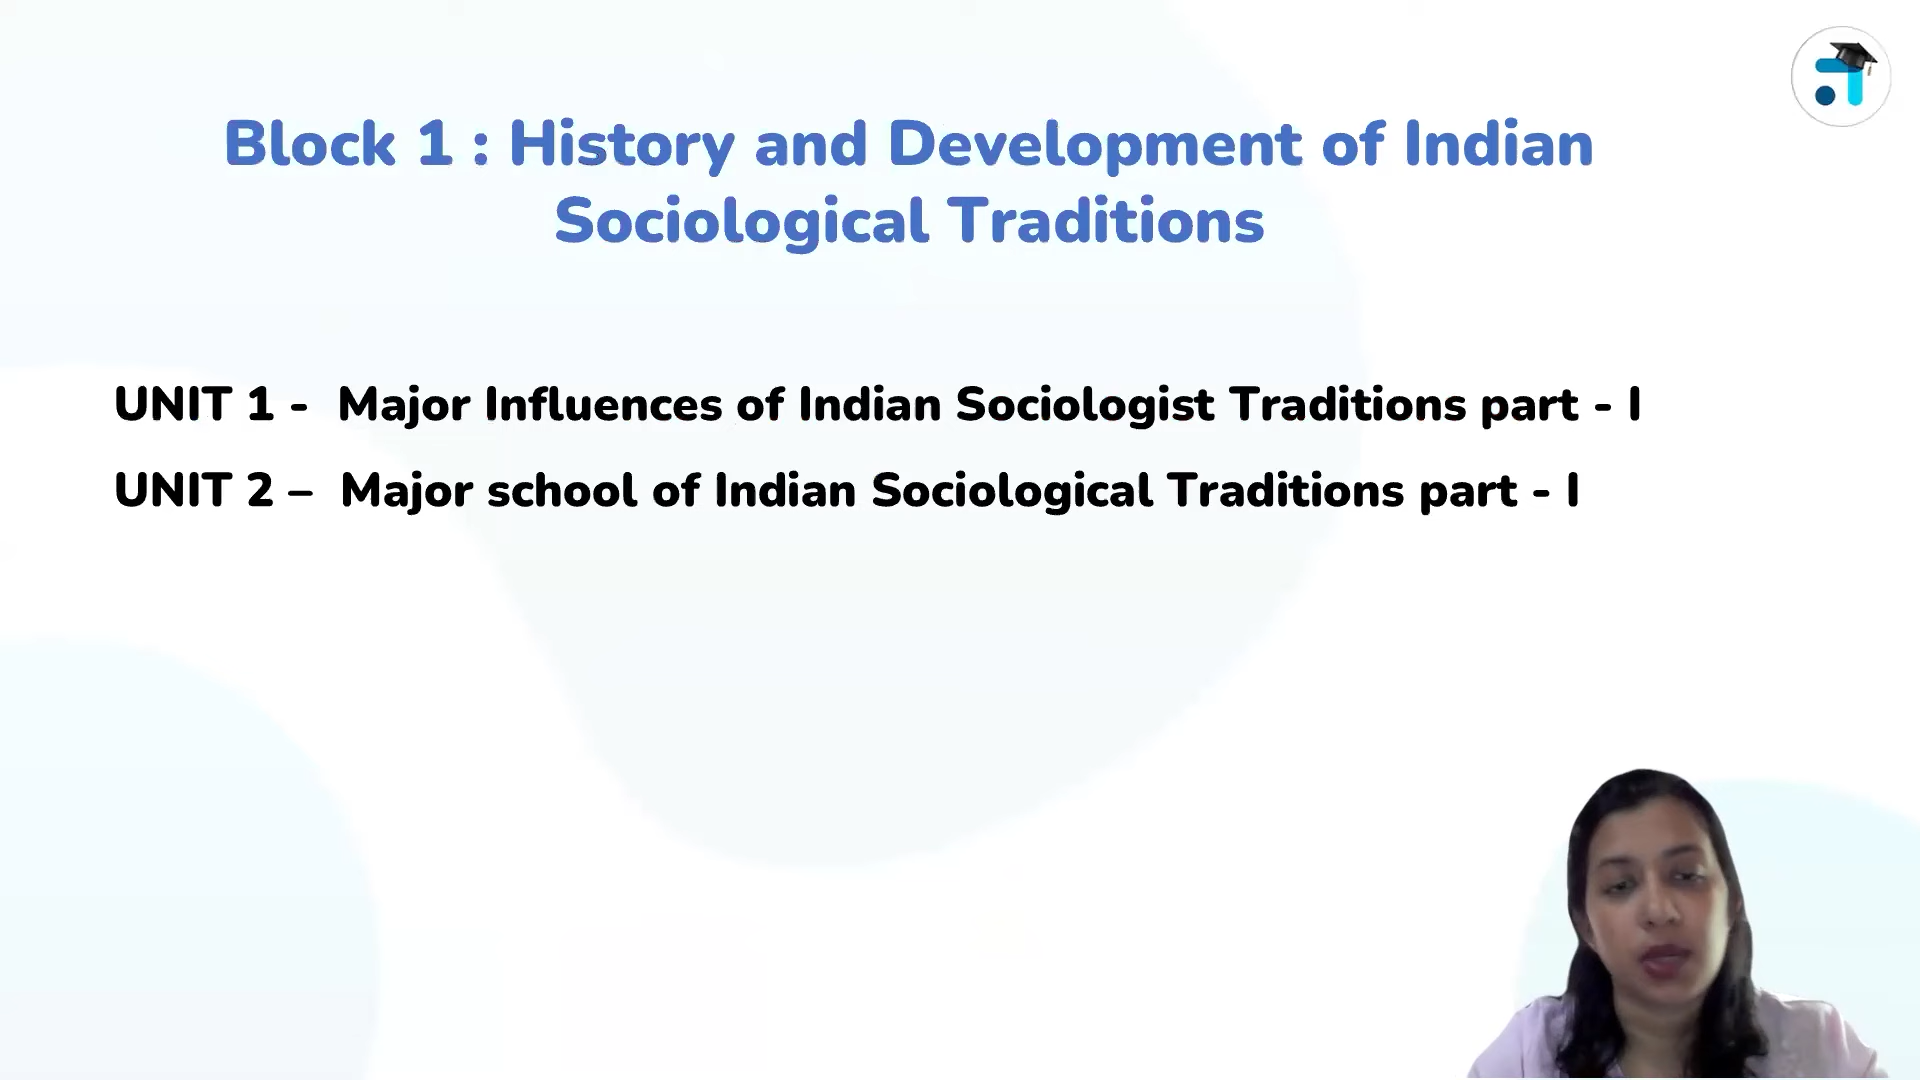 Block 1 : History and Development of Indian
Sociological Traditions
UNIT 1 - Major Influences of Indian Sociologist Traditions part - I
UNIT 2 – Major school of Indian Sociological Traditions part - I